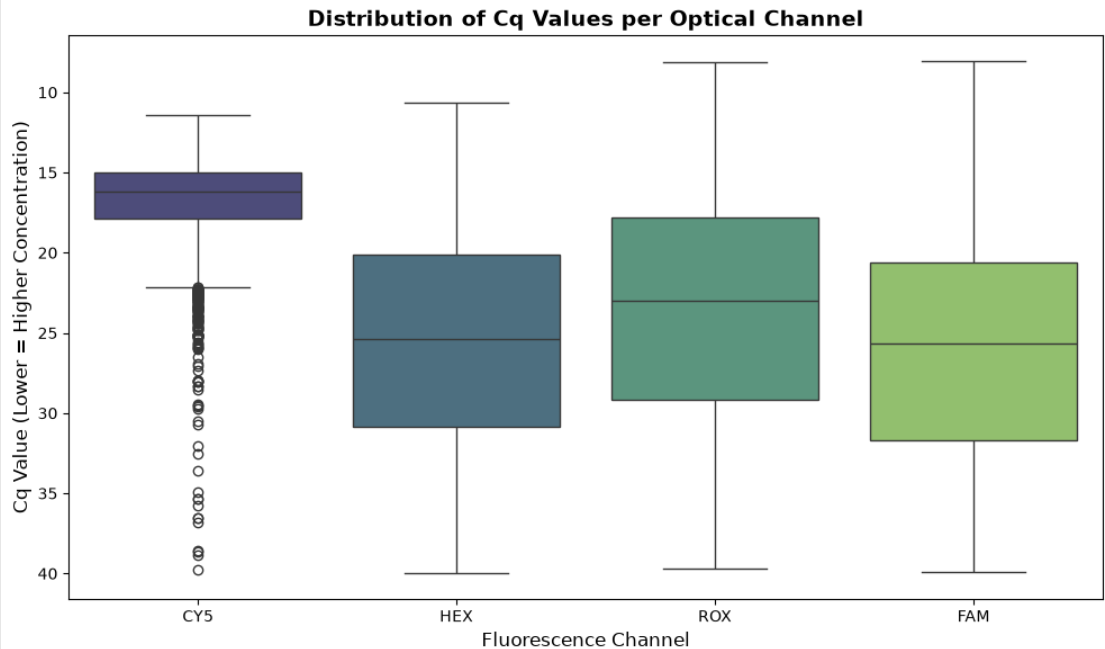 Distribution of Cq Values per Optical Channel
Cq Value (Lower = Higher Concentration)
10
15
20
25
30
35
40
CY5
HEX
ROX
FAM
Fluorescence Channel